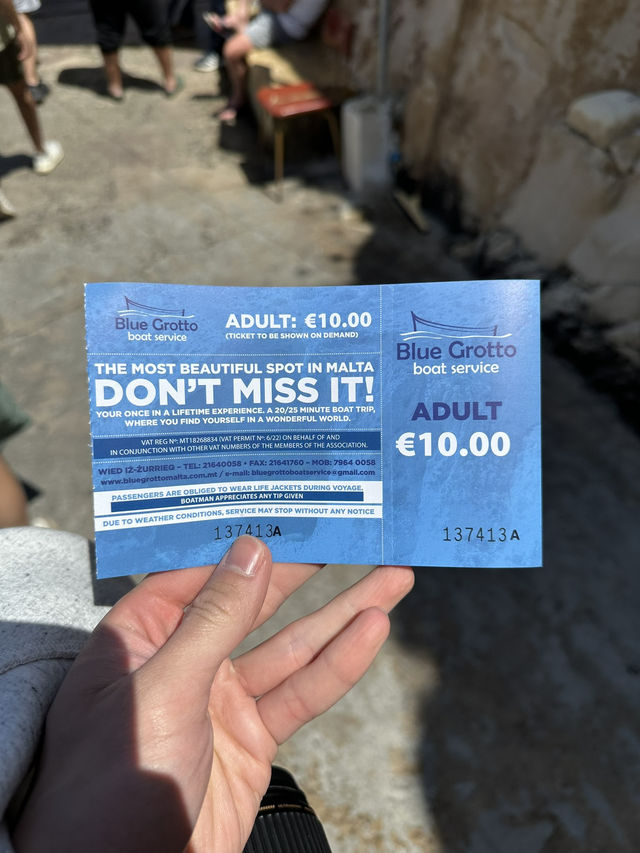 Blue Grotto
boat service
ADULT: €10.00
(TICKET TO BE SHOWN ON DEMAND)
THE MOST BEAUTIFUL SPOT IN MALTA
DON'T MISS IT!
YOUR ONCE IN A LIFETIME EXPERIENCE. A 20/25 MINUTE BOAT TRIP,
WHERE YOU FIND YOURSELF IN A WONDERFUL WORLD.
VAT REG Nº: MT18268834 (VAT PERMIT Nº: 6/22) ON BEHALF OF AND
IN CONJUNCTION WITH OTHER VAT NUMBERS OF THE MEMBERS OF THE ASSOCIATION.
WIED IZ-ZURRIEQ - TEL: 21640058 • FAX: 21641760 - MOB: 7964 0058
www.bluegrottomalta.com.mt / e-mail: bluegrottoboatservice@gmail.com
PASSENGERS ARE OBLIGED TO WEAR LIFE JACKETS DURING VOYAGE.
BOATMAN APPRECIATES ANY TIP GIVEN
DUE TO WEATHER CONDITIONS, SERVICE MAY STOP WITHOUT ANY NOTICE
137413A
Blue Grotto
boat service
ADULT
€10.00
137413A